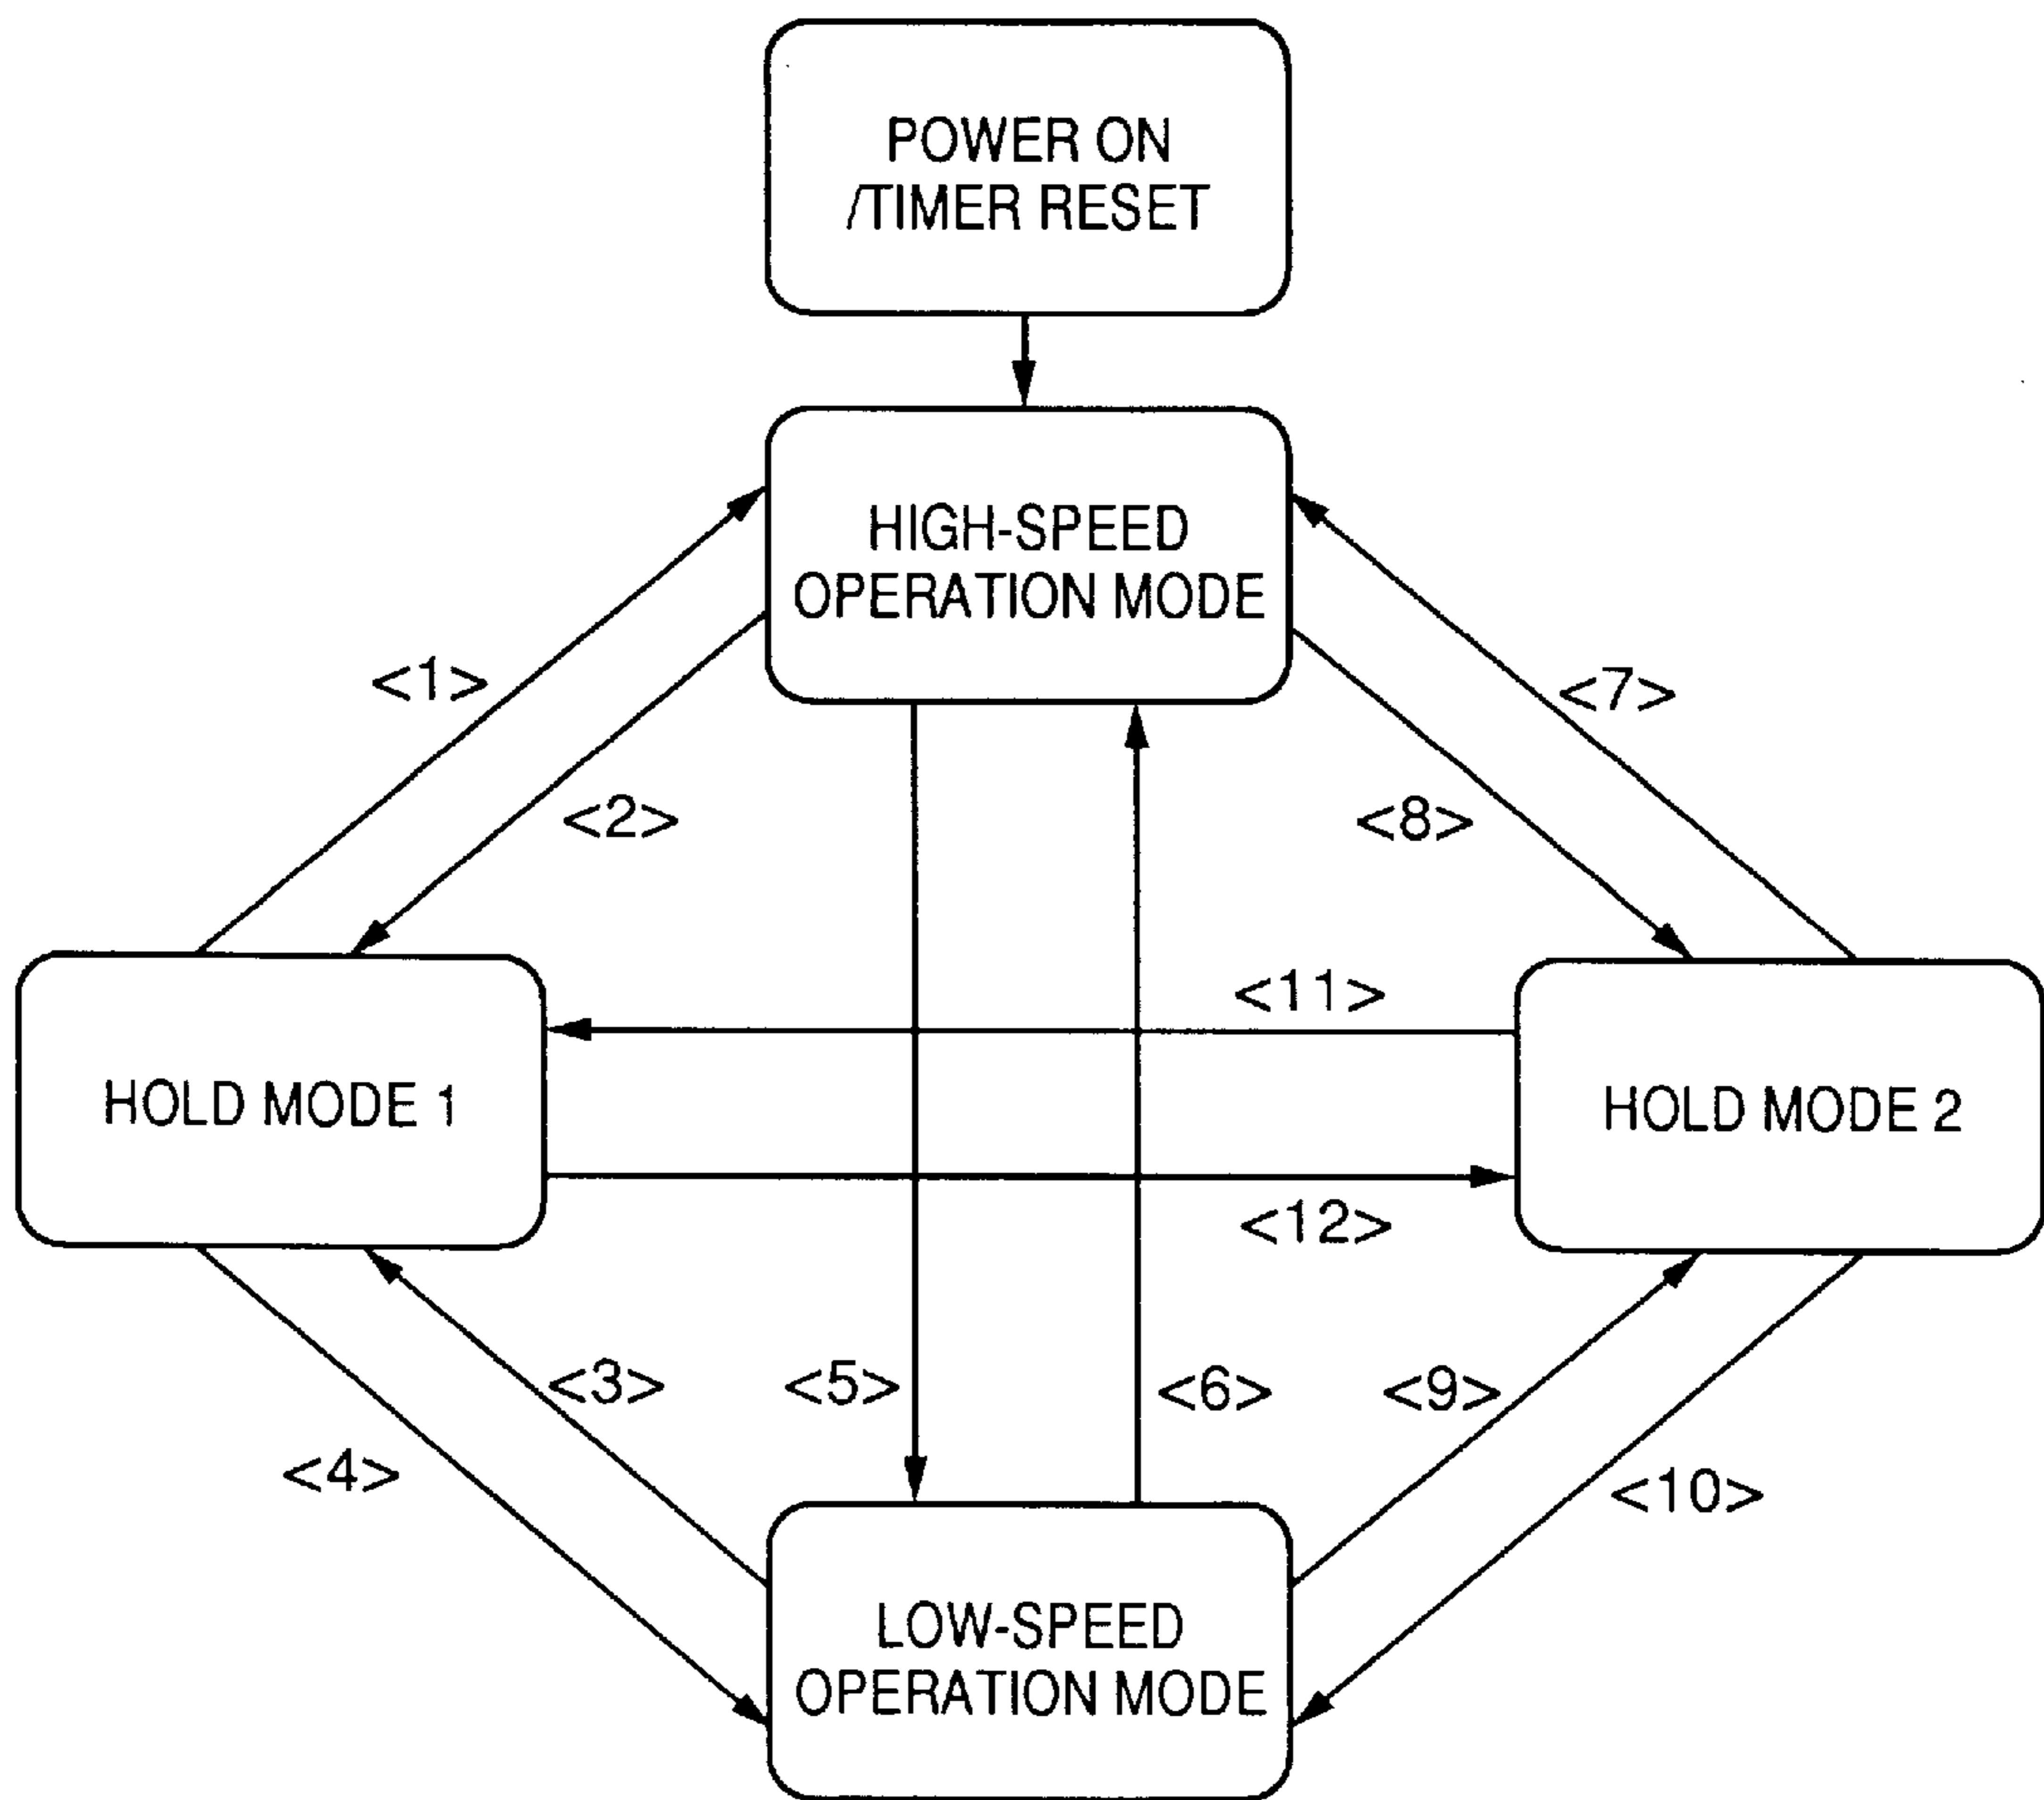 POWER ON
/TIMER RESET
HIGH-SPEED
OPERATION MODE
<1>
<7>
<2>
<8>
<11>
HOLD MODE 1
HOLD MODE 2
<12>
<3>
<5>
<6>
<9>
<4>
<10>
LOW-SPEED
OPERATION MODE